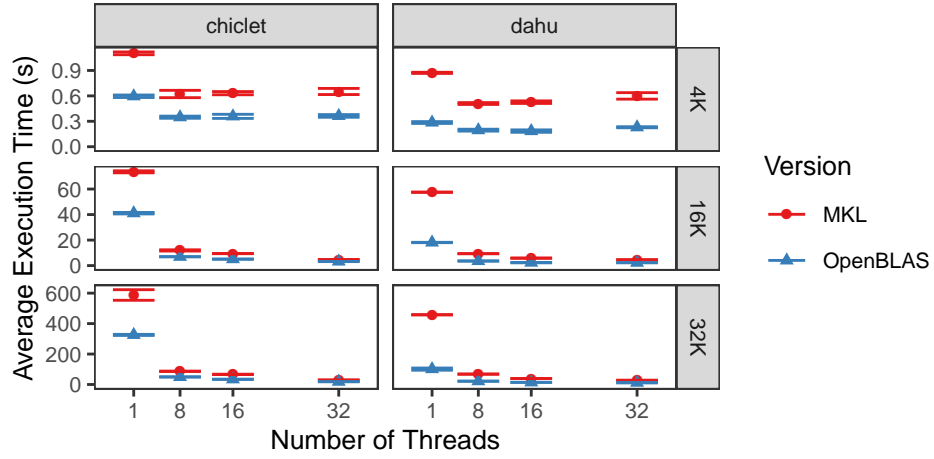 chiclet
dahu
Average Execution Time (s)
0.9
0.6
0.3
0.0
4K
60
40
20
0
16K
600
400
200
0
32K
1 8 16 32
1 8 16 32
Number of Threads
Version
MKL
OpenBLAS